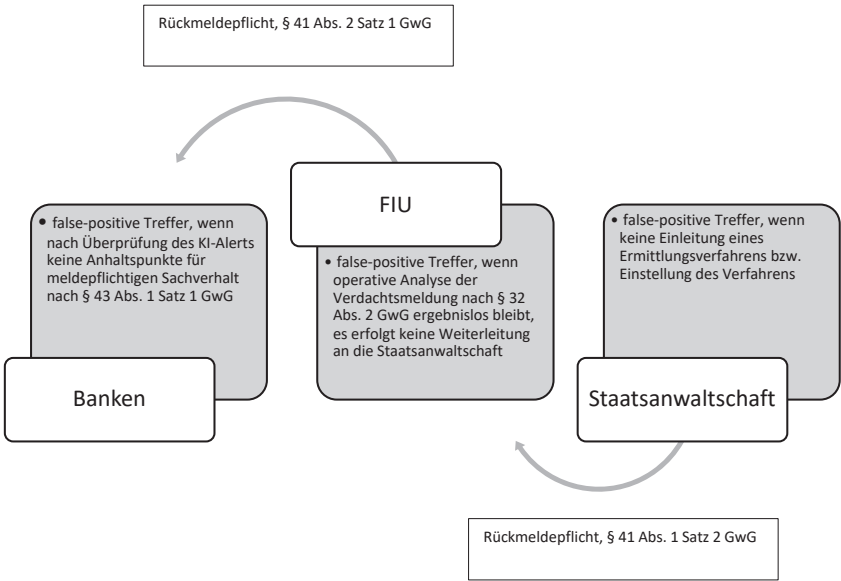 Rückmeldepflicht, § 41 Abs. 2 Satz 1 GwG
• false-positive Treffer, wenn
nach Überprüfung des KI-Alerts
keine Anhaltspunkte für
meldepflichtigen Sachverhalt
nach § 43 Abs. 1 Satz 1 GwG
Banken
FIU
• false-positive Treffer, wenn
operative Analyse der
Verdachtsmeldung nach § 32
Abs. 2 GwG ergebnislos bleibt,
es erfolgt keine Weiterleitung
an die Staatsanwaltschaft
• false-positive Treffer, wenn
keine Einleitung eines
Ermittlungsverfahrens bzw.
Einstellung des Verfahrens
Staatsanwaltschaft
Rückmeldepflicht, § 41 Abs. 1 Satz 2 GwG